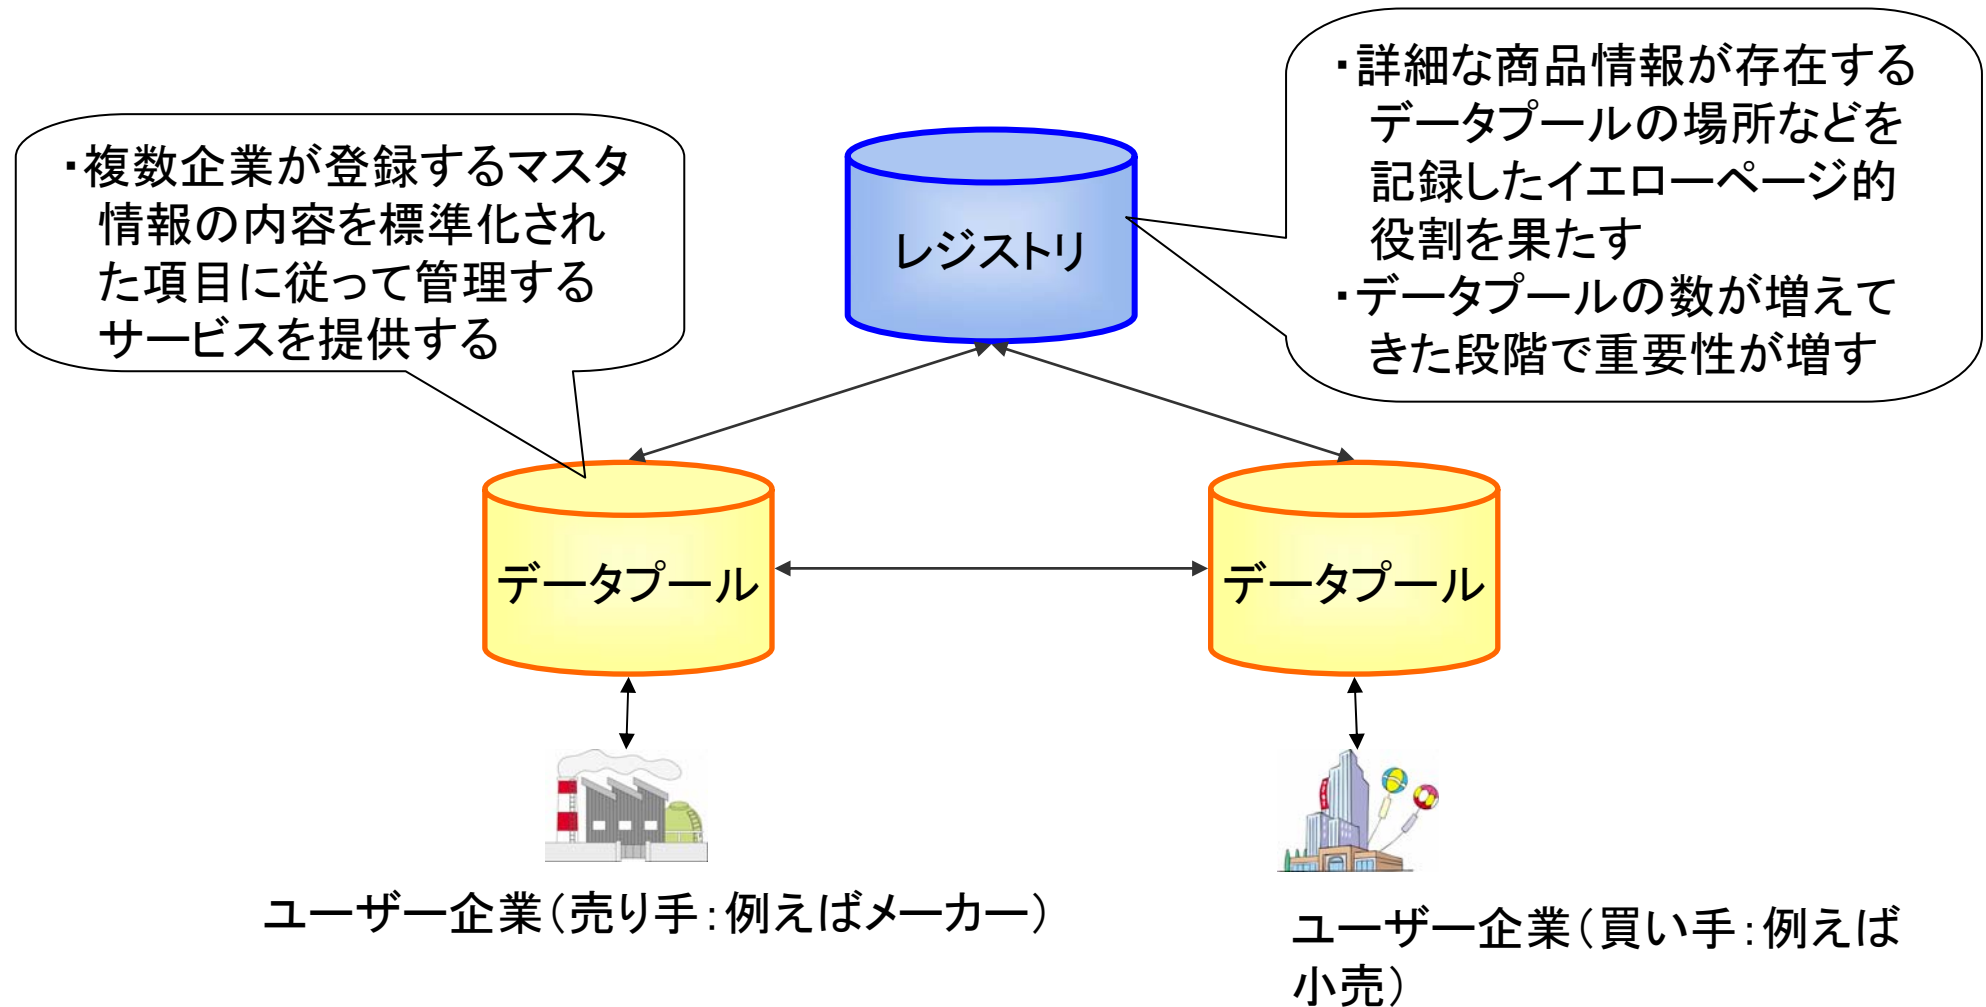 ・詳細な商品情報が存在する
データプールの場所などを
記録したイエローページ的
役割を果たす
・データプールの数が増えて
きた段階で重要性が増す
・複数企業が登録するマスタ
情報の内容を標準化され
た項目に従って管理する
サービスを提供する
レジストリ
データプール
データプール
ユーザー企業（売り手：例えばメーカー）
ユーザー企業（買い手：例えば
小売）